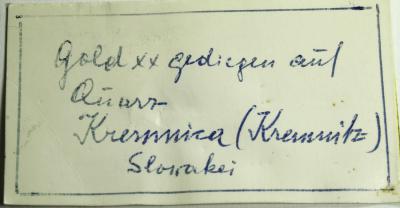 Gold xx gediegen auf
Quarz
Kremnica (Kremnitz)
Slowakei